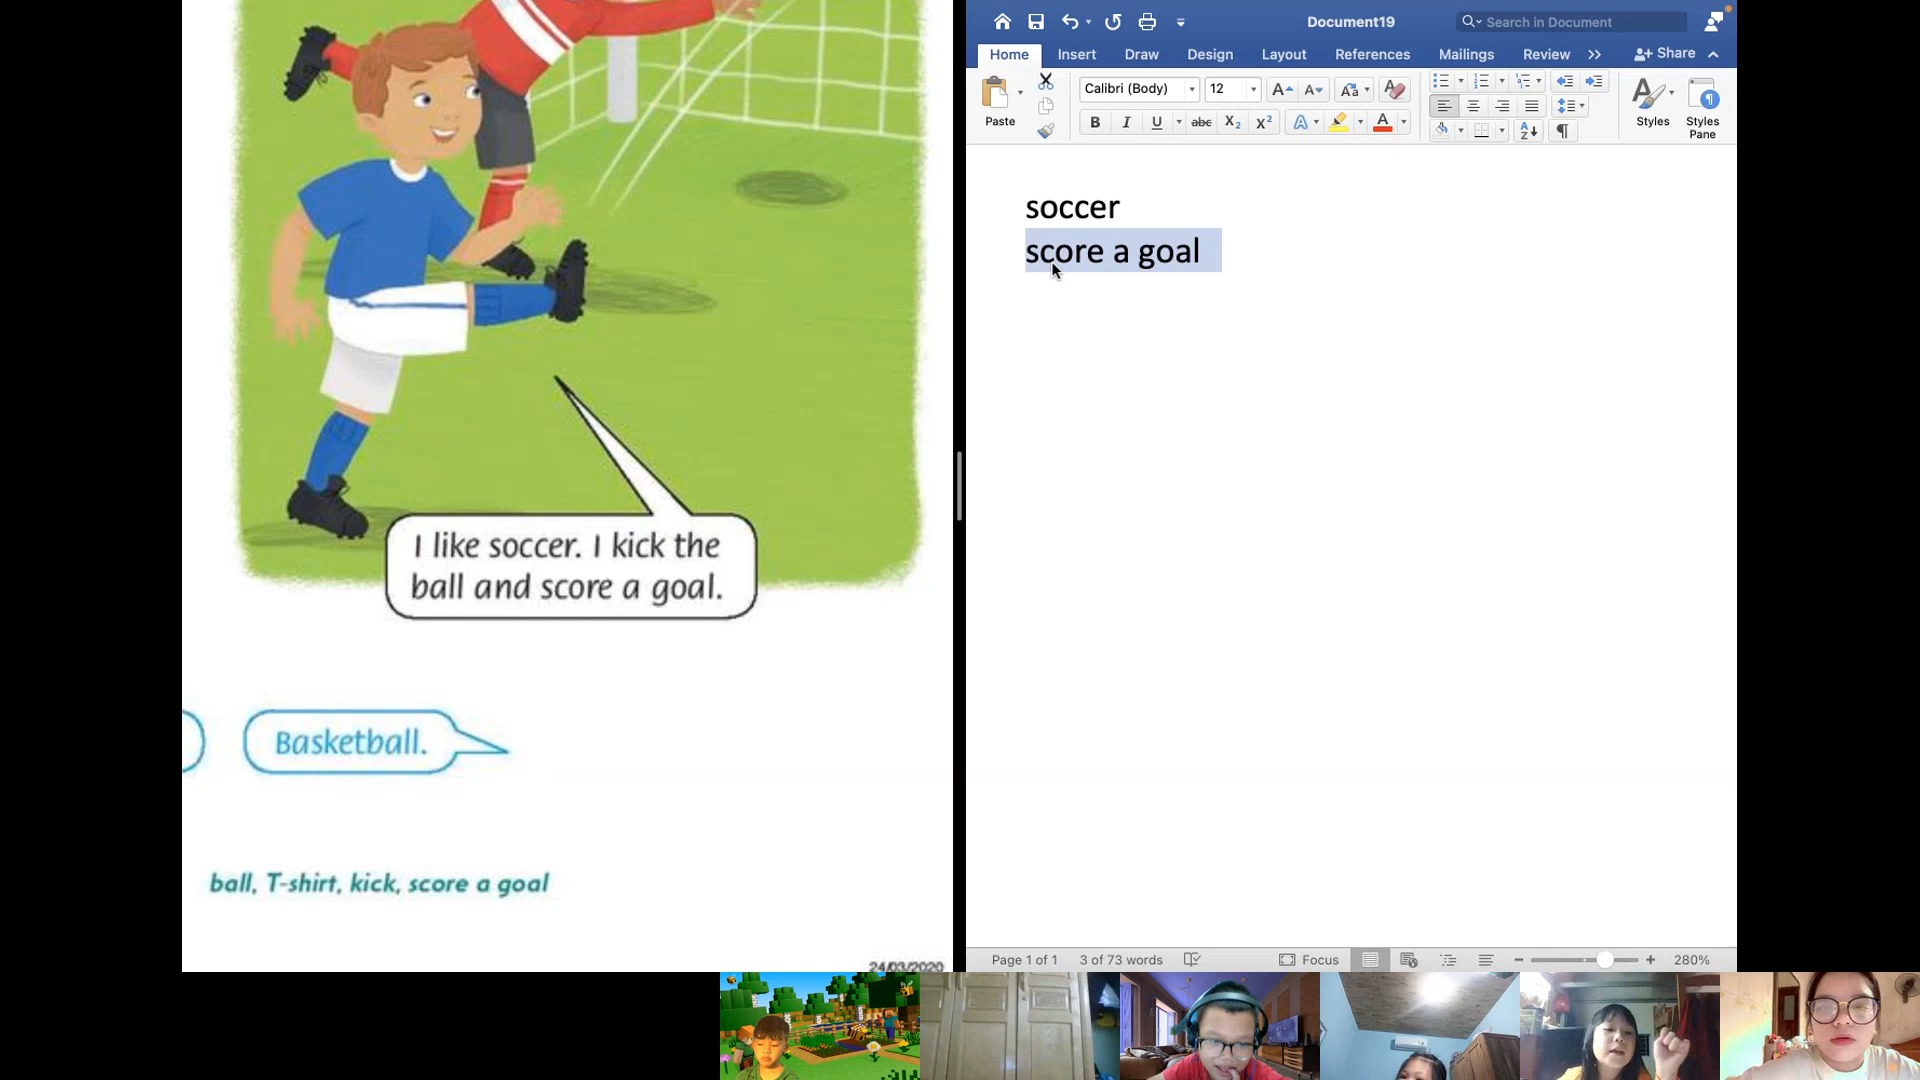 I like soccer. I kick the
ball and score a goal.
Basketball.
ball, T-shirt, kick, score a goal
24/03/2020
Document19
Search in Document
Home
Insert
Draw
Design
Layout
References
Mailings
Review
Share
Paste
Calibri (Body)
12
Styles
Styles
Pane
soccer
score a goal
Page 1 of 1
3 of 73 words
Focus
280%